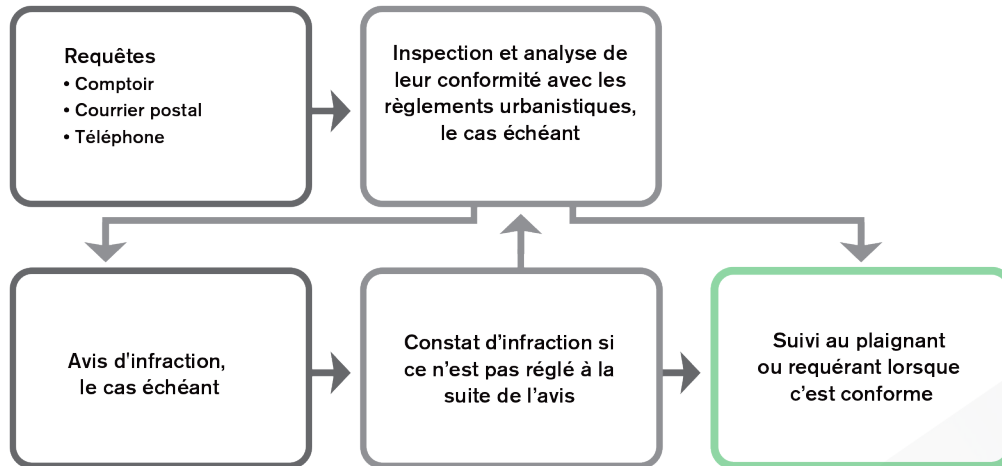 Requêtes
• Comptoir
• Courrier postal
• Téléphone
Inspection et analyse de
leur conformité avec les
règlements urbanistiques,
le cas échéant
Avis d'infraction,
le cas échéant
Constat d’infraction si
ce n’est pas réglé à la
suite de l’avis
Suivi au plaignant
ou requérant lorsque
c’est conforme